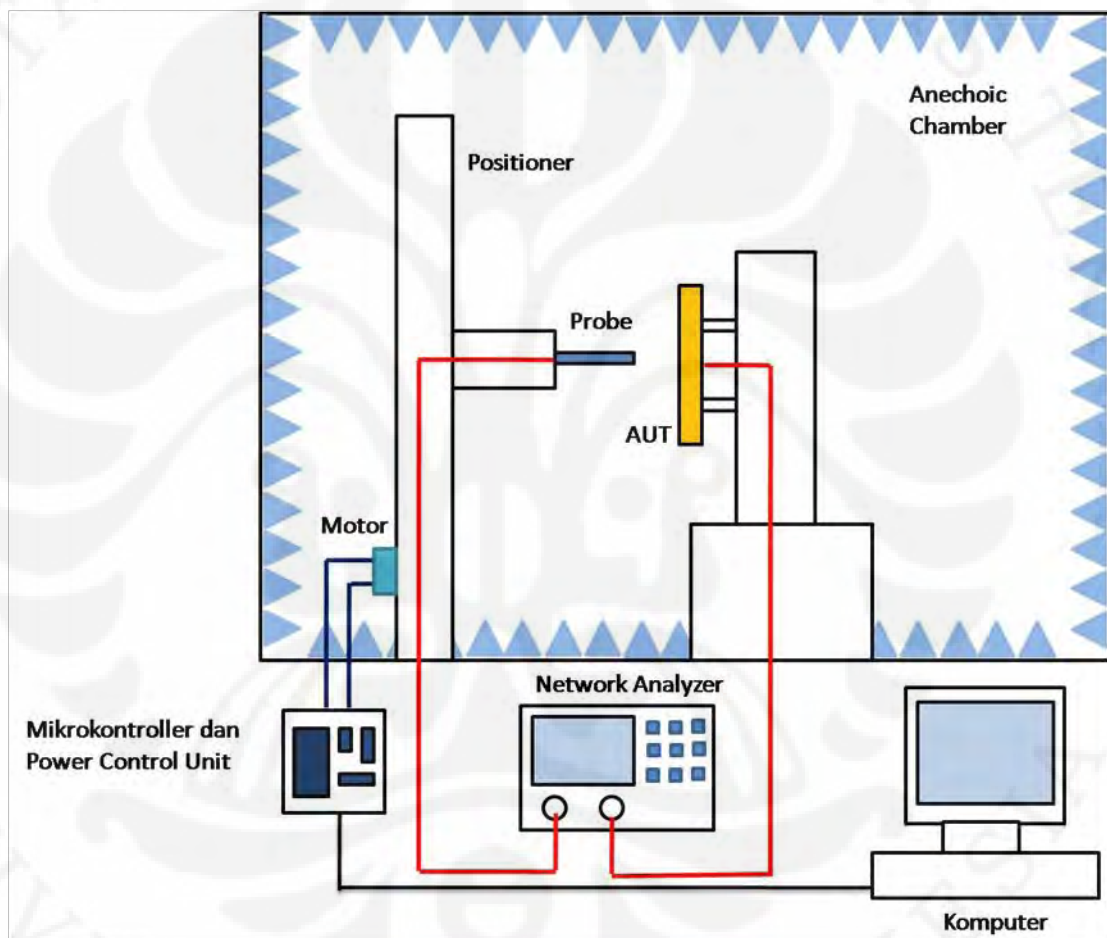 Anechoic
Chamber
Positioner
Probe
AUT
Motor
Network Analyzer
Mikrokontroller dan
Power Control Unit
Komputer